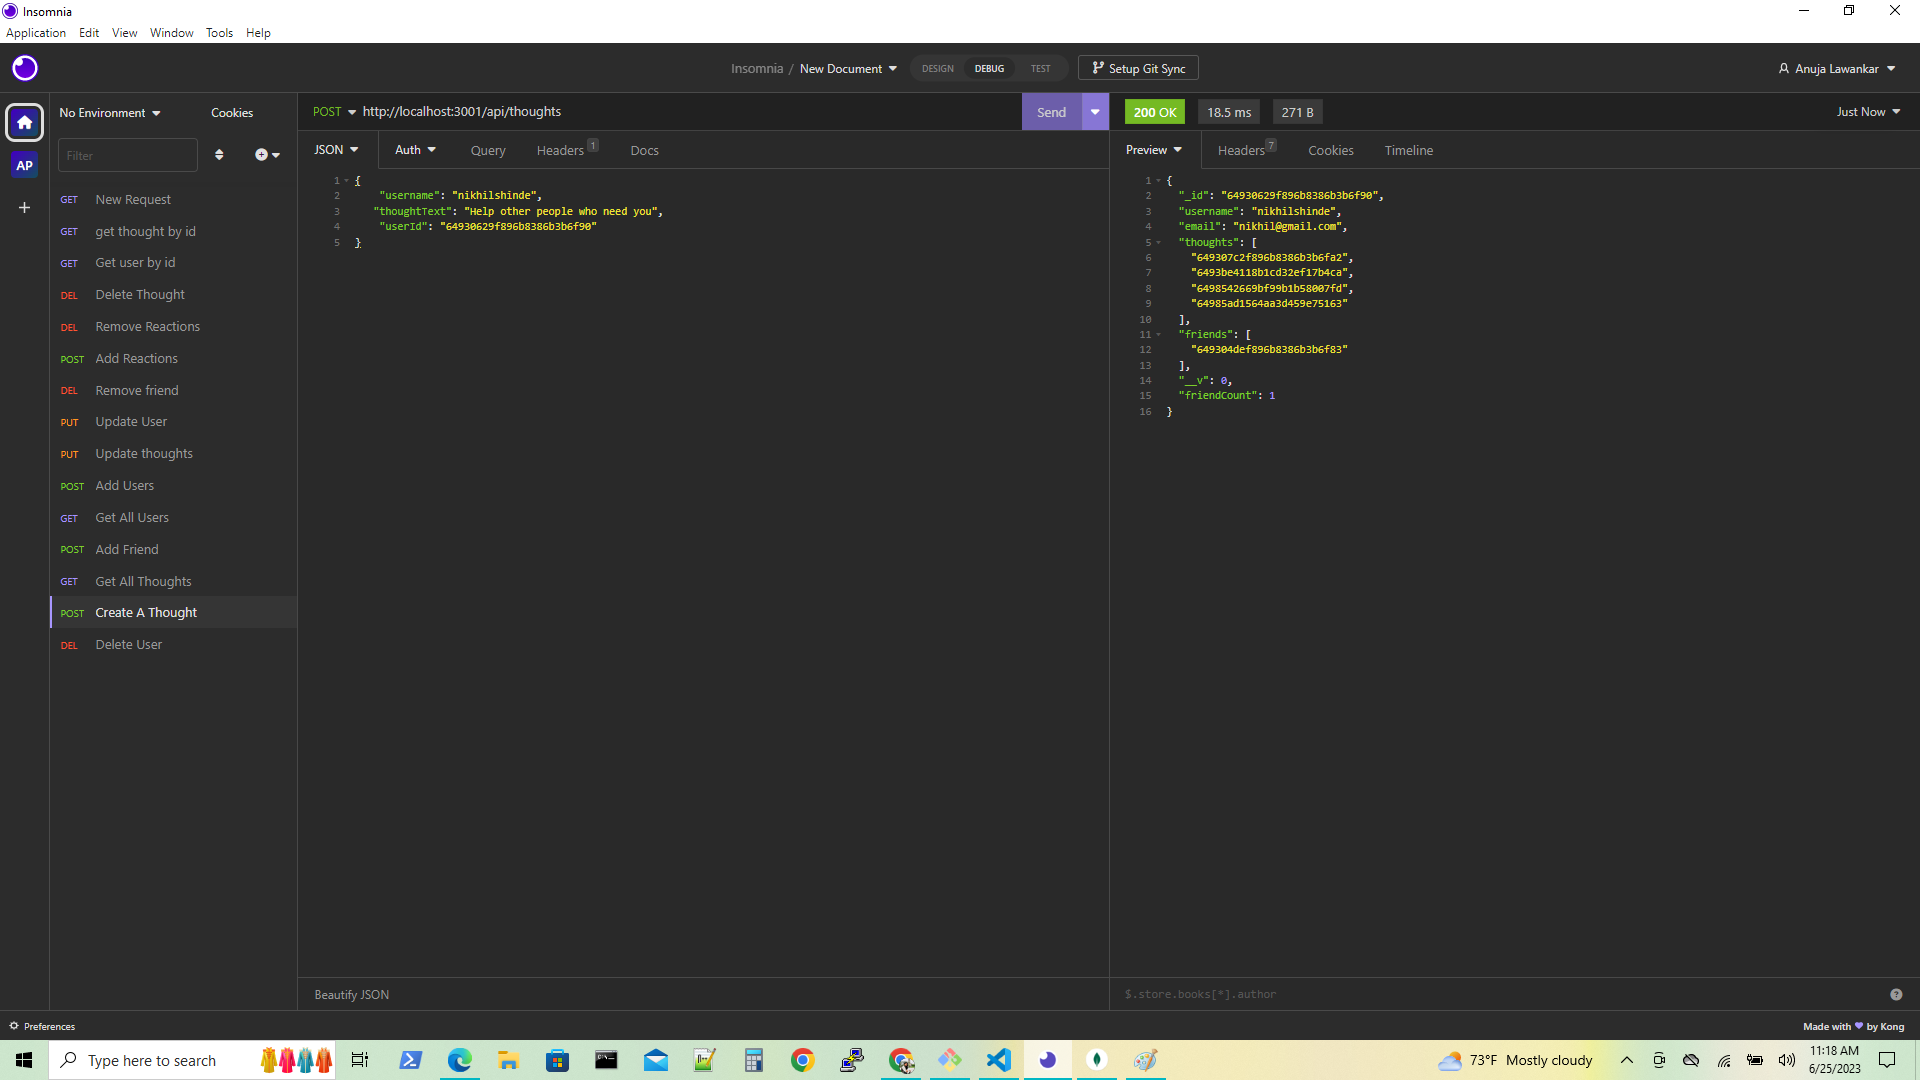 Insomnia
Application Edit View Window Tools Help
Insomnia / New Document DESIGN DEBUG TEST Setup Git Sync Anuja Lawankar
No Environment Cookies
POST http://localhost:3001/api/thoughts Send
200 OK 18.5 ms 271 B Just Now
Filter
JSON Auth Query Headers 1 Docs
Preview Headers 7 Cookies Timeline
AP
GET New Request
GET get thought by id
GET Get user by id
DEL Delete Thought
DEL Remove Reactions
POST Add Reactions
DEL Remove friend
PUT Update User
PUT Update thoughts
POST Add Users
GET Get All Users
POST Add Friend
GET Get All Thoughts
POST Create A Thought
DEL Delete User
1 {
2 "username": "nikhilshinde",
3 "thoughtText": "Help other people who need you",
4 "userId": "64930629f896b8386b3b6f90"
5 }
1 {
2 "_id": "64930629f896b8386b3b6f90",
3 "username": "nikhilshinde",
4 "email": "nikhil@gmail.com",
5 "thoughts": [
6 "649307c2f896b8386b3b6fa2",
7 "6493be4118b1cd32ef17b4ca",
8 "6498542669bf99b1b58007fd",
9 "64985ad1564aa3d459e75163"
10 ],
11 "friends": [
12 "649304def896b8386b3b6f83"
13 ],
14 "__v": 0,
15 "friendCount": 1
16 }
Beautify JSON
$.store.books[*].author
Preferences
Made with by Kong
Type here to search
73°F Mostly cloudy
11:18 AM
6/25/2023